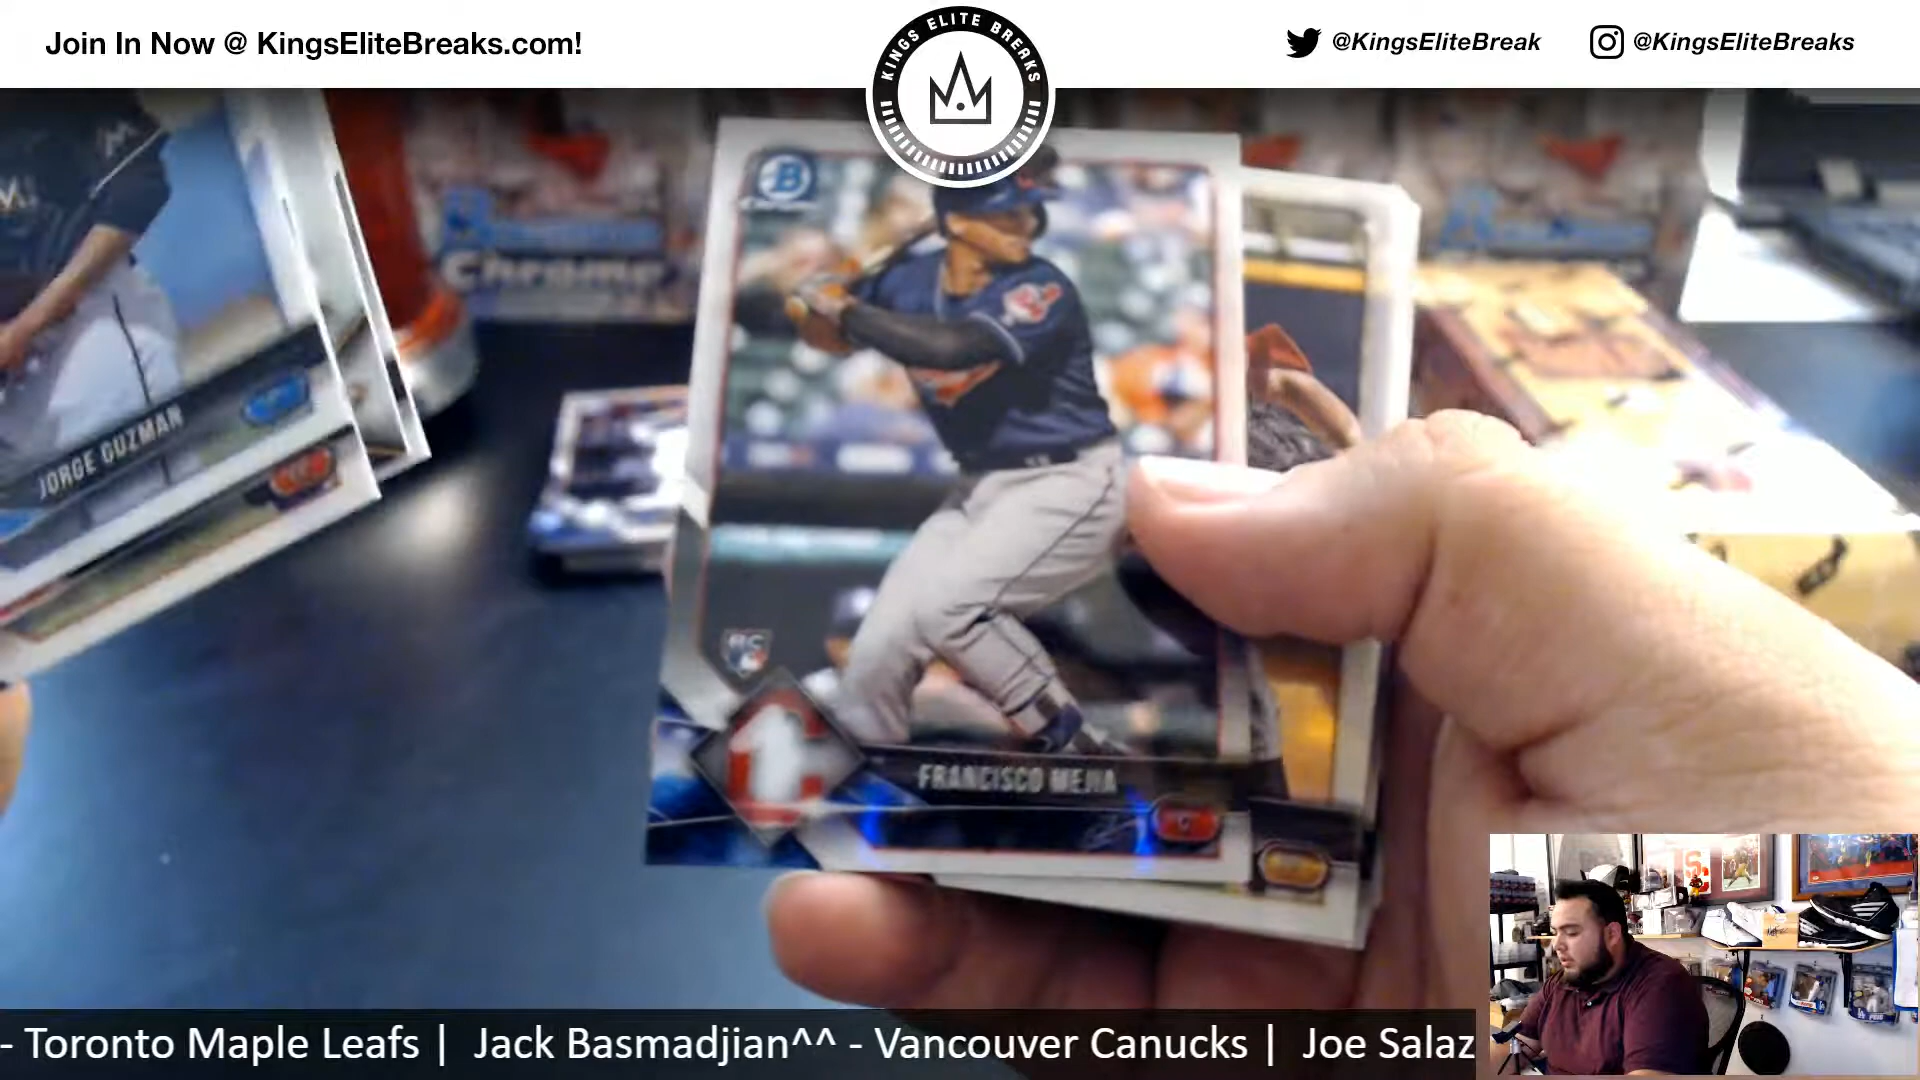 Join In Now @ KingsEliteBreaks.com!
KINGS ELITE BREAKS
@KingsEliteBreak
@KingsEliteBreaks
B
Chrome
JORGE GUZMAN
RC
FRANCISCO MEJIA
C
- Toronto Maple Leafs | Jack Basmadjian^^ - Vancouver Canucks | Joe Salaz